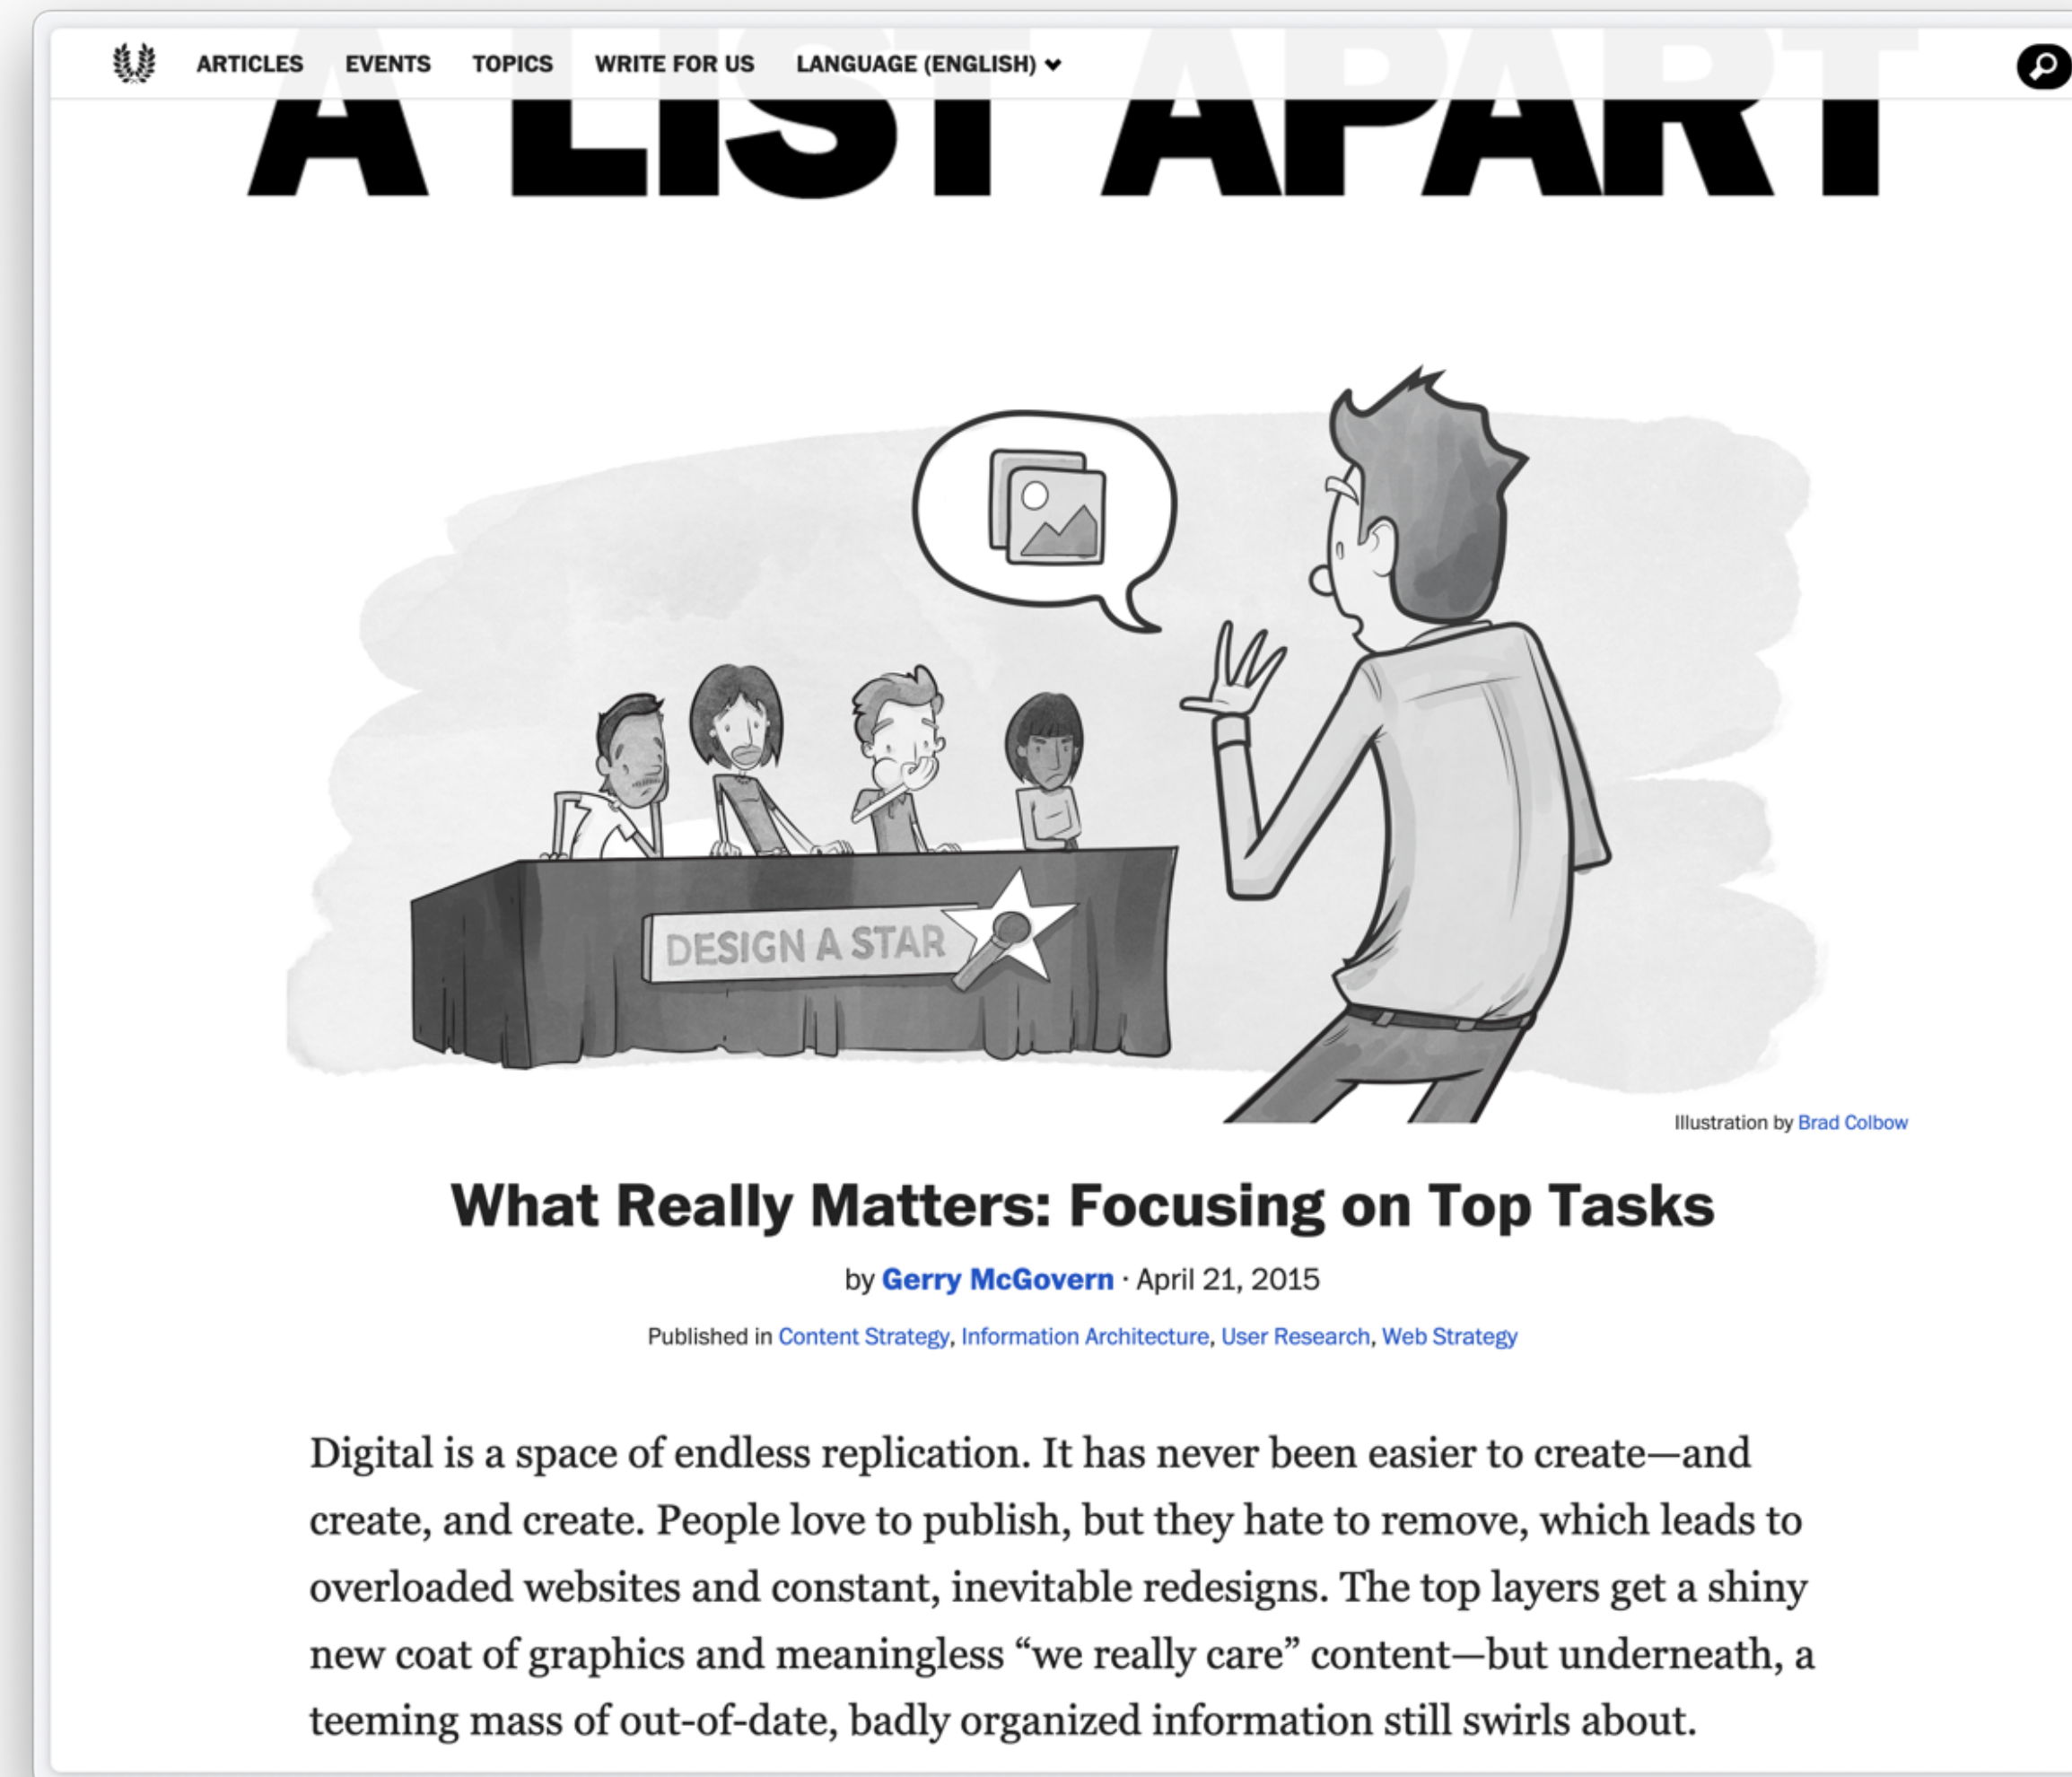 ARTICLES EVENTS TOPICS WRITE FOR US LANGUAGE (ENGLISH)
A LIST APART
DESIGN A STAR
Illustration by Brad Colbow
What Really Matters: Focusing on Top Tasks
by Gerry McGovern · April 21, 2015
Published in Content Strategy, Information Architecture, User Research, Web Strategy
Digital is a space of endless replication. It has never been easier to create—and
create, and create. People love to publish, but they hate to remove, which leads to
overloaded websites and constant, inevitable redesigns. The top layers get a shiny
new coat of graphics and meaningless “we really care” content—but underneath, a
teeming mass of out-of-date, badly organized information still swirls about.